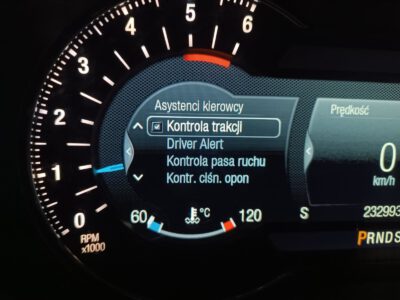 6
5
4
3
2
1
0
RPM
x1000
Asystenci kierowcy
Kontrola trakcji
Driver Alert
Kontrola pasa ruchu
Kontr. ciśn. opon
60 °C 120
Prędkość
0
km/h
S 232993
PRNDS